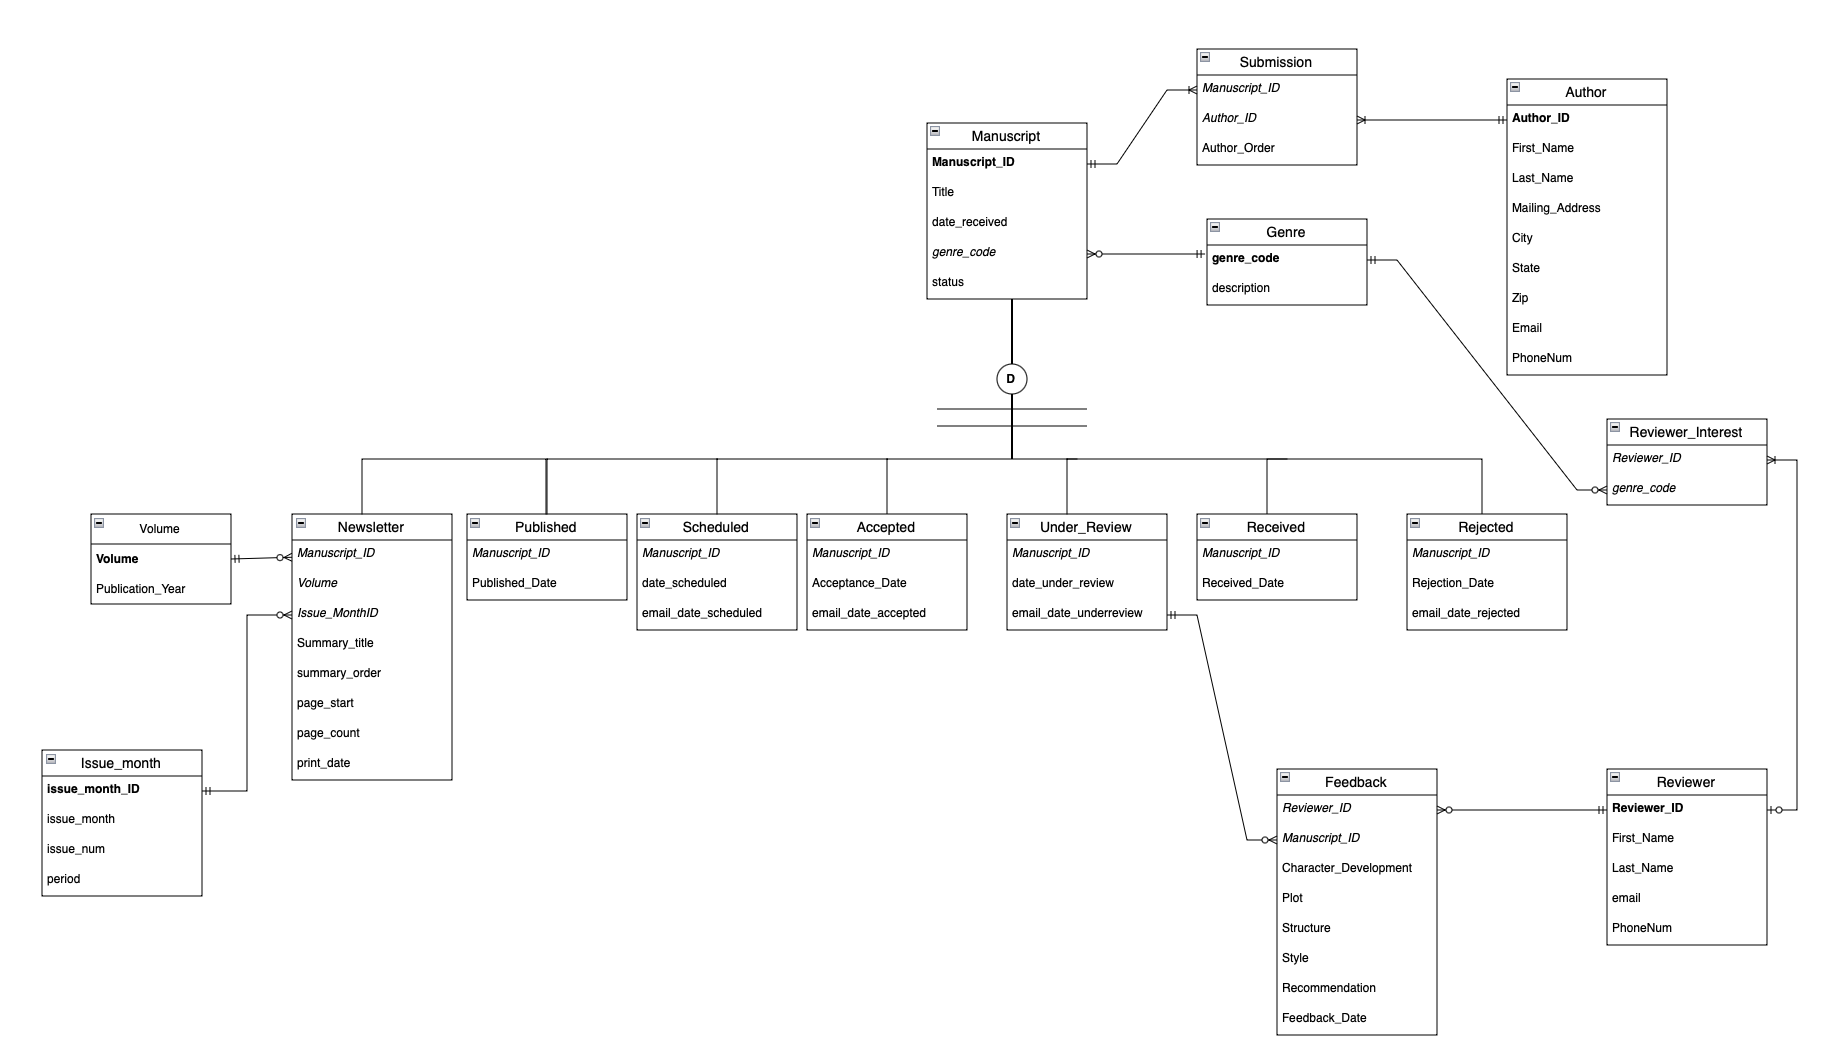 Submission
Manuscript_ID
Author_ID
Author_Order
Author
Author_ID
First_Name
Last_Name
Mailing_Address
City
State
Zip
Email
PhoneNum
Manuscript
Manuscript_ID
Title
date_received
genre_code
status
Genre
genre_code
description
D
Reviewer_Interest
Reviewer_ID
genre_code
Volume
Volume
Publication_Year
Newsletter
Manuscript_ID
Volume
Issue_MonthID
Summary_title
summary_order
page_start
page_count
print_date
Published
Manuscript_ID
Published_Date
Scheduled
Manuscript_ID
date_scheduled
email_date_scheduled
Accepted
Manuscript_ID
Acceptance_Date
email_date_accepted
Under_Review
Manuscript_ID
date_under_review
email_date_underreview
Received
Manuscript_ID
Received_Date
Rejected
Manuscript_ID
Rejection_Date
email_date_rejected
Issue_month
issue_month_ID
issue_month
issue_num
period
Feedback
Reviewer_ID
Manuscript_ID
Character_Development
Plot
Structure
Style
Recommendation
Feedback_Date
Reviewer
Reviewer_ID
First_Name
Last_Name
email
PhoneNum